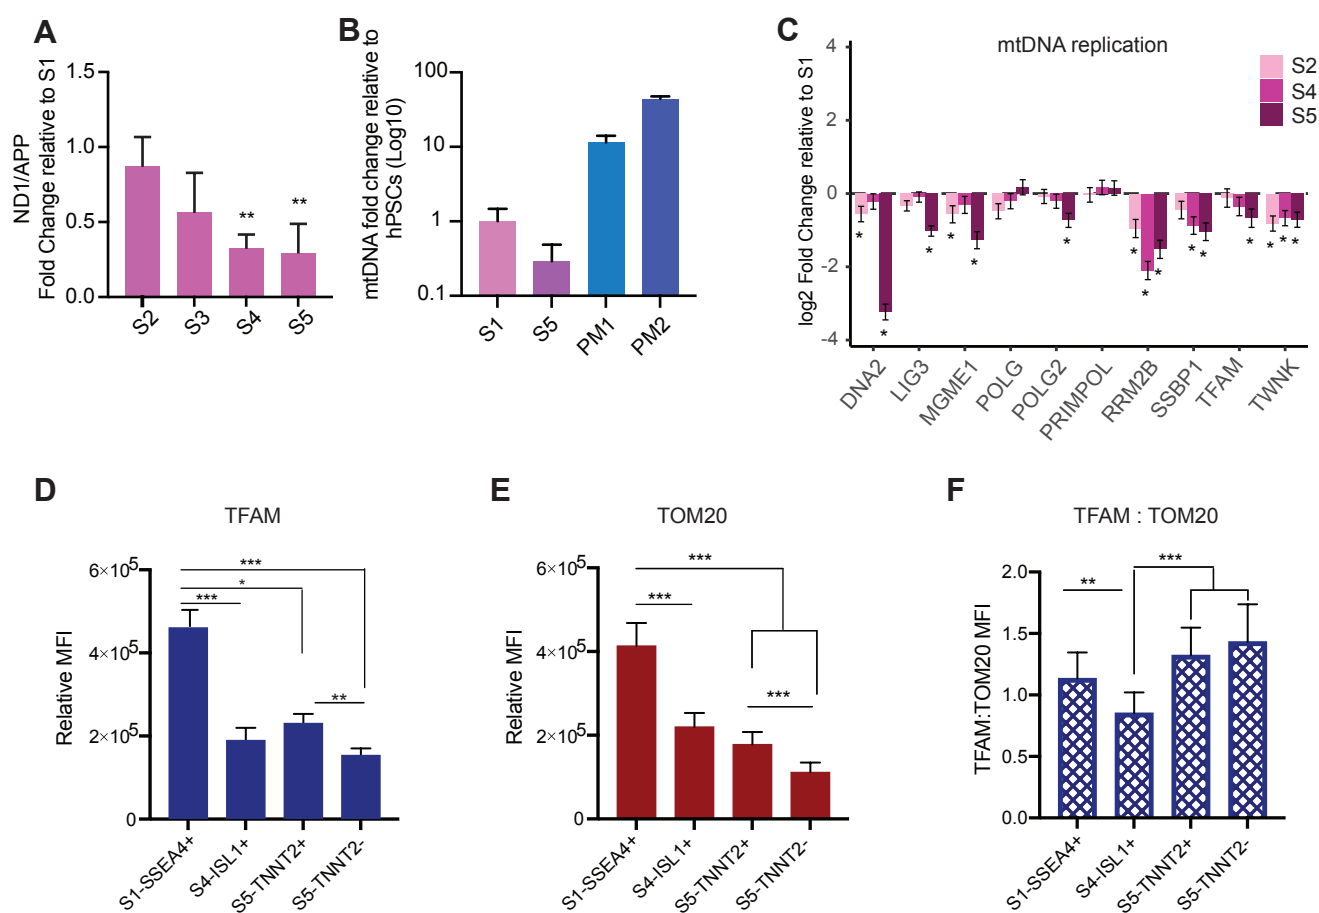 A
ND1/APP
Fold Change relative to S1
1.5
1.0
0.5
0.0
**
**
S2
S3
S4
S5
B
mtDNA fold change relative to
hPSCs (Log10)
100
10
1
0.1
S1
S5
PM1
PM2
C
mtDNA replication
log2 Fold Change relative to S1
4
2
0
-2
-4
S2
S4
S5
* * * * * * * * * * * * * * *
DNA2
LIG3
MGME1
POLG
POLG2
PRIMPOL
RRM2B
SSBP1
TFAM
TWNK
D
TFAM
Relative MFI
6×10⁵
4×10⁵
2×10⁵
0
***
*
***
**
S1-SSEA4+
S4-ISL1+
S5-TNNT2+
S5-TNNT2-
E
TOM20
Relative MFI
6×10⁵
4×10⁵
2×10⁵
0
***
***
***
S1-SSEA4+
S4-ISL1+
S5-TNNT2+
S5-TNNT2-
F
TFAM : TOM20
TFAM:TOM20 MFI
2.0
1.5
1.0
0.5
0.0
**
***
S1-SSEA4+
S4-ISL1+
S5-TNNT2+
S5-TNNT2-